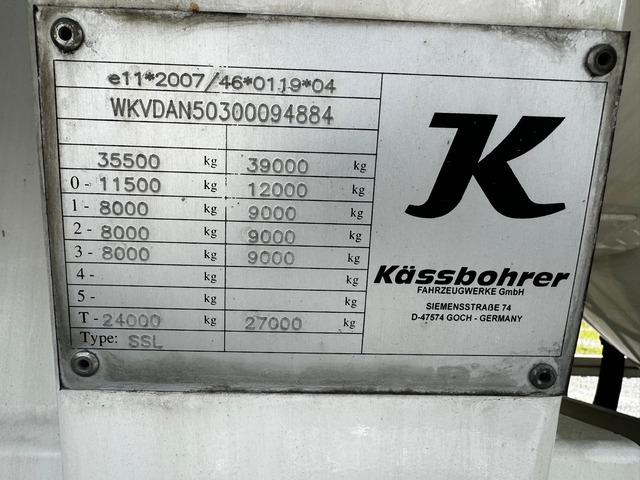 e11*2007/46*0119*04
WKVDAN50300094884
35500 kg 39000 kg
0 - 11500 kg 12000 kg
1 - 8000 kg 9000 kg
2 - 8000 kg 9000 kg
3 - 8000 kg 9000 kg
4 - kg kg
5 - kg kg
T - 24000 kg 27000 kg
Type: SSL
K
Kässbohrer
FAHRZEUGWERKE GmbH
SIEMENSSTRAßE 74
D-47574 GOCH - GERMANY